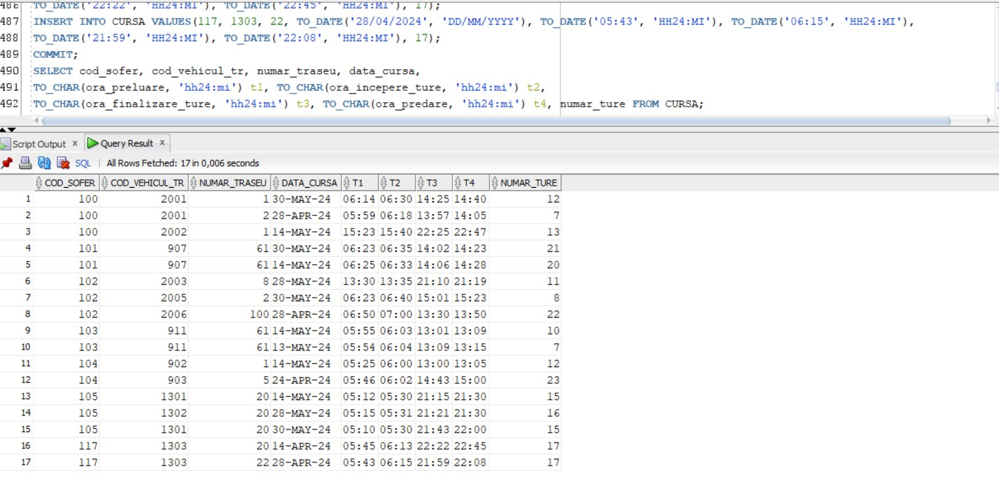 486 TO_DATE('22:22', 'HH24:MI'), TO_DATE('22:45', 'HH24:MI'), 17);
487 INSERT INTO CURSA VALUES(117, 1303, 22, TO_DATE('28/04/2024', 'DD/MM/YYYY'), TO_DATE('05:43', 'HH24:MI'), TO_DATE('06:15', 'HH24:MI'),
488 TO_DATE('21:59', 'HH24:MI'), TO_DATE('22:08', 'HH24:MI'), 17);
489 COMMIT;
490 SELECT cod_sofer, cod_vehicul_tr, numar_traseu, data_cursa,
491 TO_CHAR(ora_preluare, 'hh24:mi') t1, TO_CHAR(ora_incepere_ture, 'hh24:mi') t2,
492 TO_CHAR(ora_finalizare_ture, 'hh24:mi') t3, TO_CHAR(ora_predare, 'hh24:mi') t4, numar_ture FROM CURSA;
Script Output x Query Result x
SQL | All Rows Fetched: 17 in 0,006 seconds
COD_SOFER COD_VEHICUL_TR NUMAR_TRASEU DATA_CURSA T1 T2 T3 T4 NUMAR_TURE
1 100 2001 1 30-MAY-24 06:14 06:30 14:25 14:40 12
2 100 2001 2 28-APR-24 05:59 06:18 13:57 14:05 7
3 100 2002 1 14-MAY-24 15:23 15:40 22:25 22:47 13
4 101 907 61 30-MAY-24 06:23 06:35 14:02 14:23 21
5 101 907 61 14-MAY-24 06:25 06:33 14:06 14:28 20
6 102 2003 8 28-MAY-24 13:30 13:35 21:10 21:19 11
7 102 2005 2 30-MAY-24 06:23 06:40 15:01 15:23 8
8 102 2006 100 28-APR-24 06:50 07:00 13:30 13:50 22
9 103 911 61 14-MAY-24 05:55 06:03 13:01 13:09 10
10 103 911 61 13-MAY-24 05:54 06:04 13:09 13:15 7
11 104 902 1 14-MAY-24 05:25 06:00 13:00 13:05 12
12 104 903 5 24-APR-24 05:46 06:02 14:43 15:00 23
13 105 1301 20 14-MAY-24 05:12 05:30 21:15 21:30 15
14 105 1302 20 28-MAY-24 05:15 05:31 21:21 21:30 16
15 105 1301 20 30-MAY-24 05:10 05:30 21:43 22:00 15
16 117 1303 20 14-APR-24 05:45 06:13 22:22 22:45 17
17 117 1303 22 28-APR-24 05:43 06:15 21:59 22:08 17